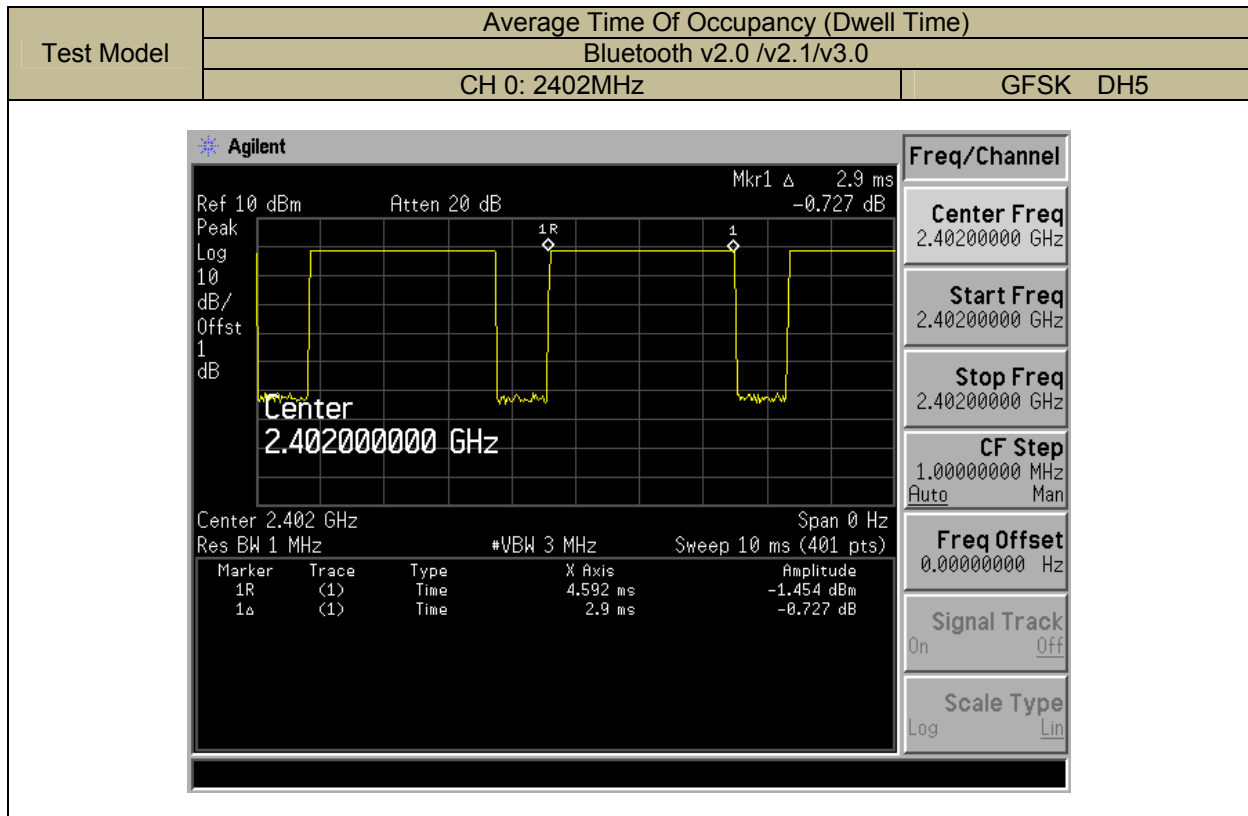 Test Model
Average Time Of Occupancy (Dwell Time)
Bluetooth v2.0 /v2.1/v3.0
CH 0: 2402MHz GFSK DH5
Agilent
Mkr1 Δ 2.9 ms
Ref 10 dBm Atten 20 dB -0.727 dB
Peak
Log
10
dB/
Offst
1
dB
1R 1
Center
2.402000000 GHz
Center 2.402 GHz Span 0 Hz
Res BW 1 MHz #VBW 3 MHz Sweep 10 ms (401 pts)
Marker Trace Type X Axis Amplitude
1R (1) Time 4.592 ms -1.454 dBm
1Δ (1) Time 2.9 ms -0.727 dB
Freq/Channel
Center Freq
2.40200000 GHz
Start Freq
2.40200000 GHz
Stop Freq
2.40200000 GHz
CF Step
1.00000000 MHz
Auto Man
Freq Offset
0.00000000 Hz
Signal Track
On Off
Scale Type
Log Lin